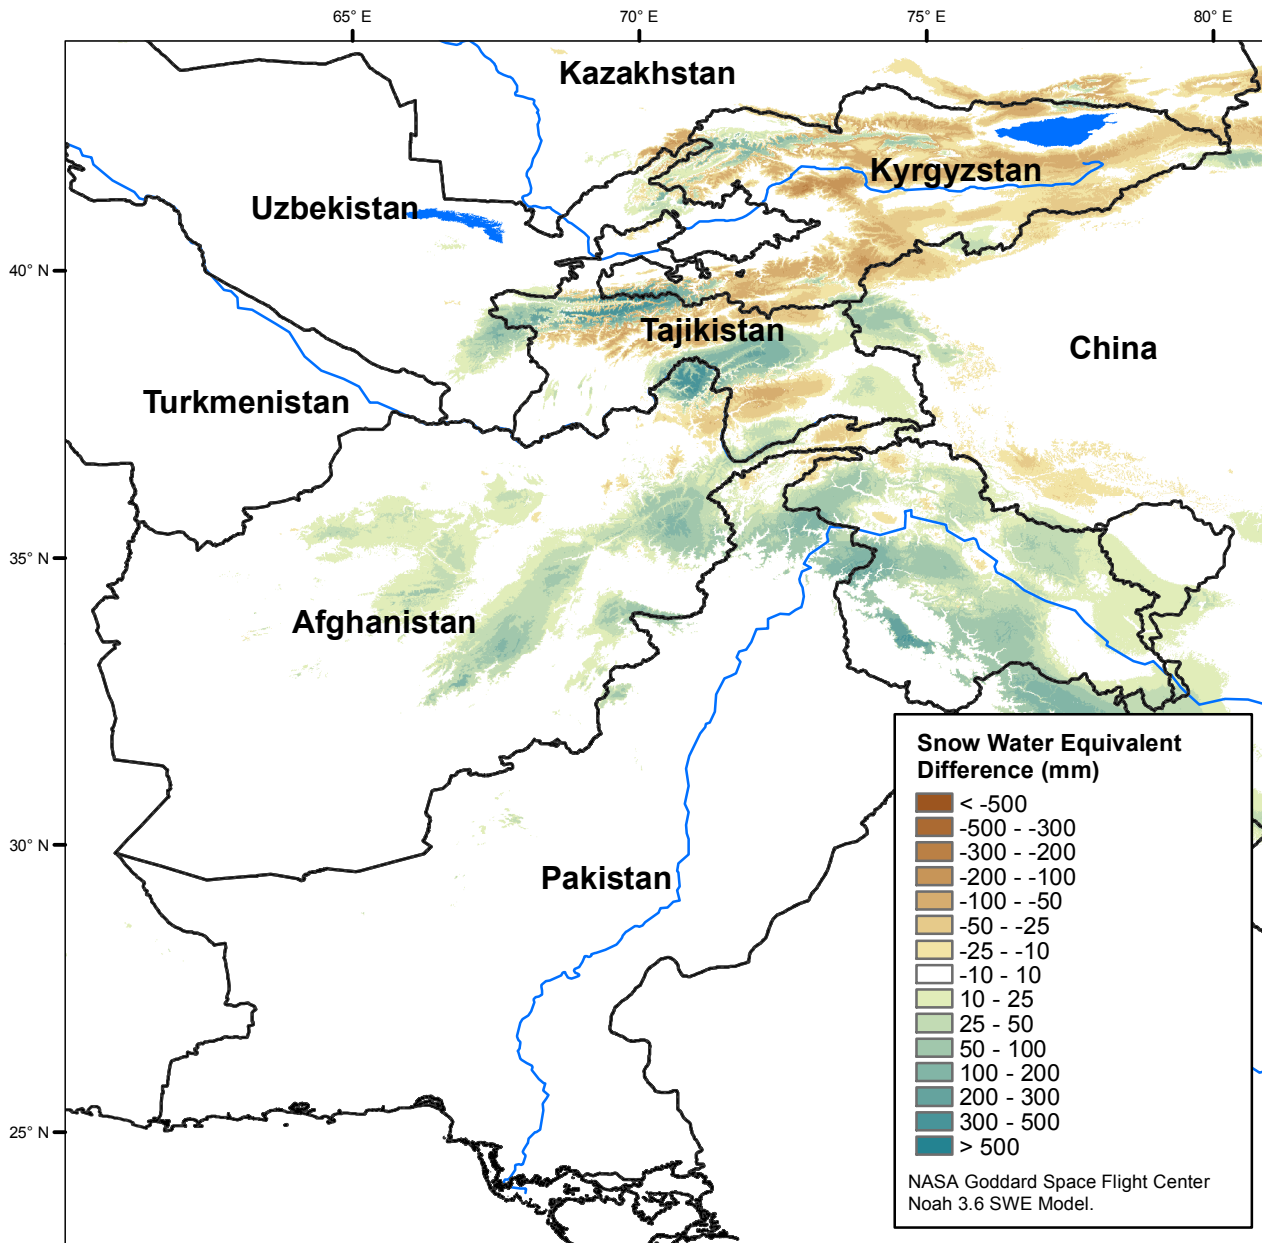 65° E
70° E
75° E
80° E
Kazakhstan
Kyrgyzstan
Uzbekistan
40° N
Tajikistan
China
Turkmenistan
35° N
Afghanistan
30° N
Pakistan
25° N
Snow Water Equivalent
Difference (mm)
< -500
-500 - -300
-300 - -200
-200 - -100
-100 - -50
-50 - -25
-25 - -10
-10 - 10
10 - 25
25 - 50
50 - 100
100 - 200
200 - 300
300 - 500
> 500
NASA Goddard Space Flight Center
Noah 3.6 SWE Model.